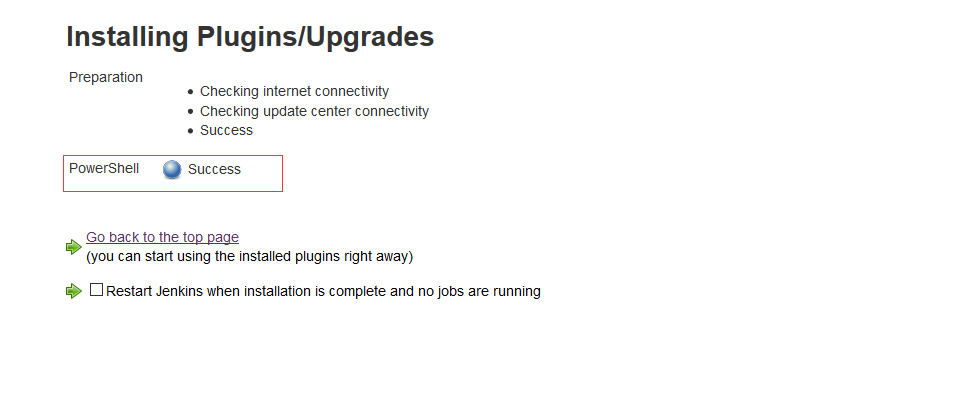 Installing Plugins/Upgrades
Preparation
Checking internet connectivity
Checking update center connectivity
Success
PowerShell Success
Go back to the top page
(you can start using the installed plugins right away)
Restart Jenkins when installation is complete and no jobs are running